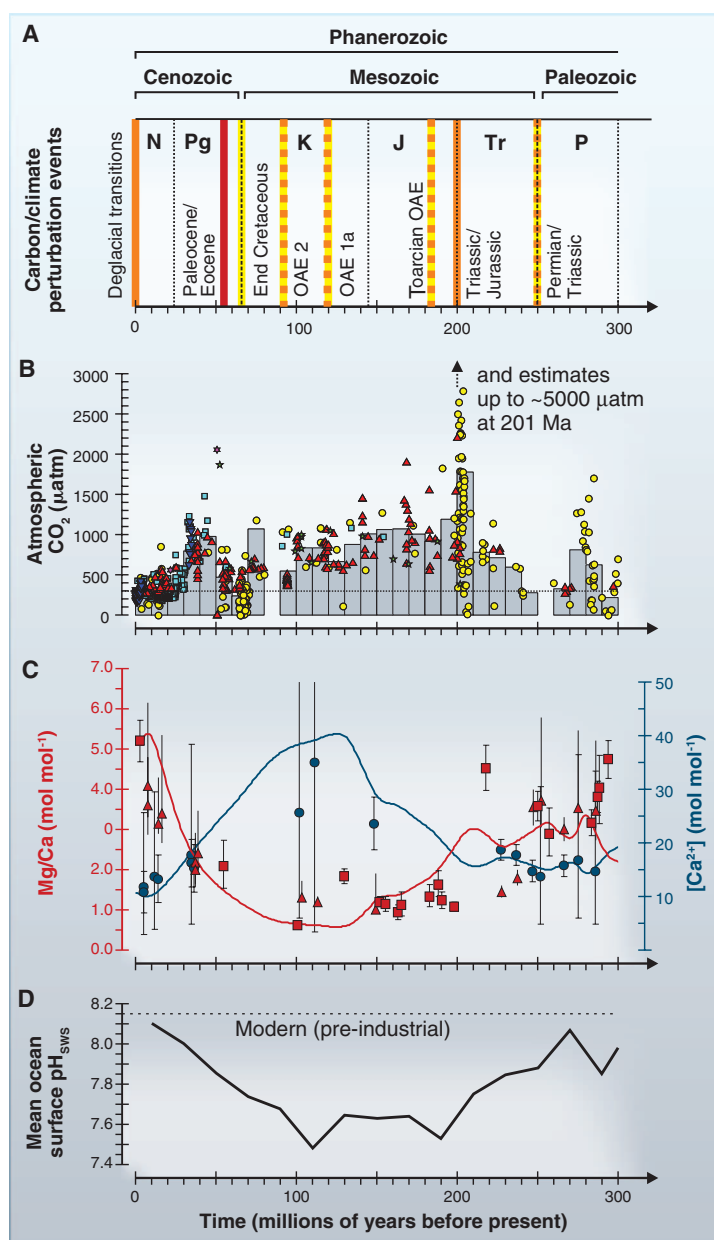 A
Phanerozoic
Cenozoic
Mesozoic
Paleozoic
Carbon/climate
perturbation events
N
Pg
K
J
Tr
P
Deglacial transitions
Paleocene/
Eocene
End Cretaceous
OAE 2
OAE 1a
Toarcian OAE
Triassic/
Jurassic
Permian/
Triassic
0
100
200
300
B
Atmospheric
CO2 (µatm)
3000
2500
2000
1500
1000
500
0
and estimates
up to ~5000 µatm
at 201 Ma
C
Mg/Ca (mol mol-1)
7.0
6.0
5.0
4.0
0
2.0
1.0
0.0
[Ca2+] (mol mol-1)
50
40
30
20
10
0
D
Mean ocean
surface pHSWS
8.2
8.0
7.8
7.6
7.4
Modern (pre-industrial)
0
100
200
300
Time (millions of years before present)